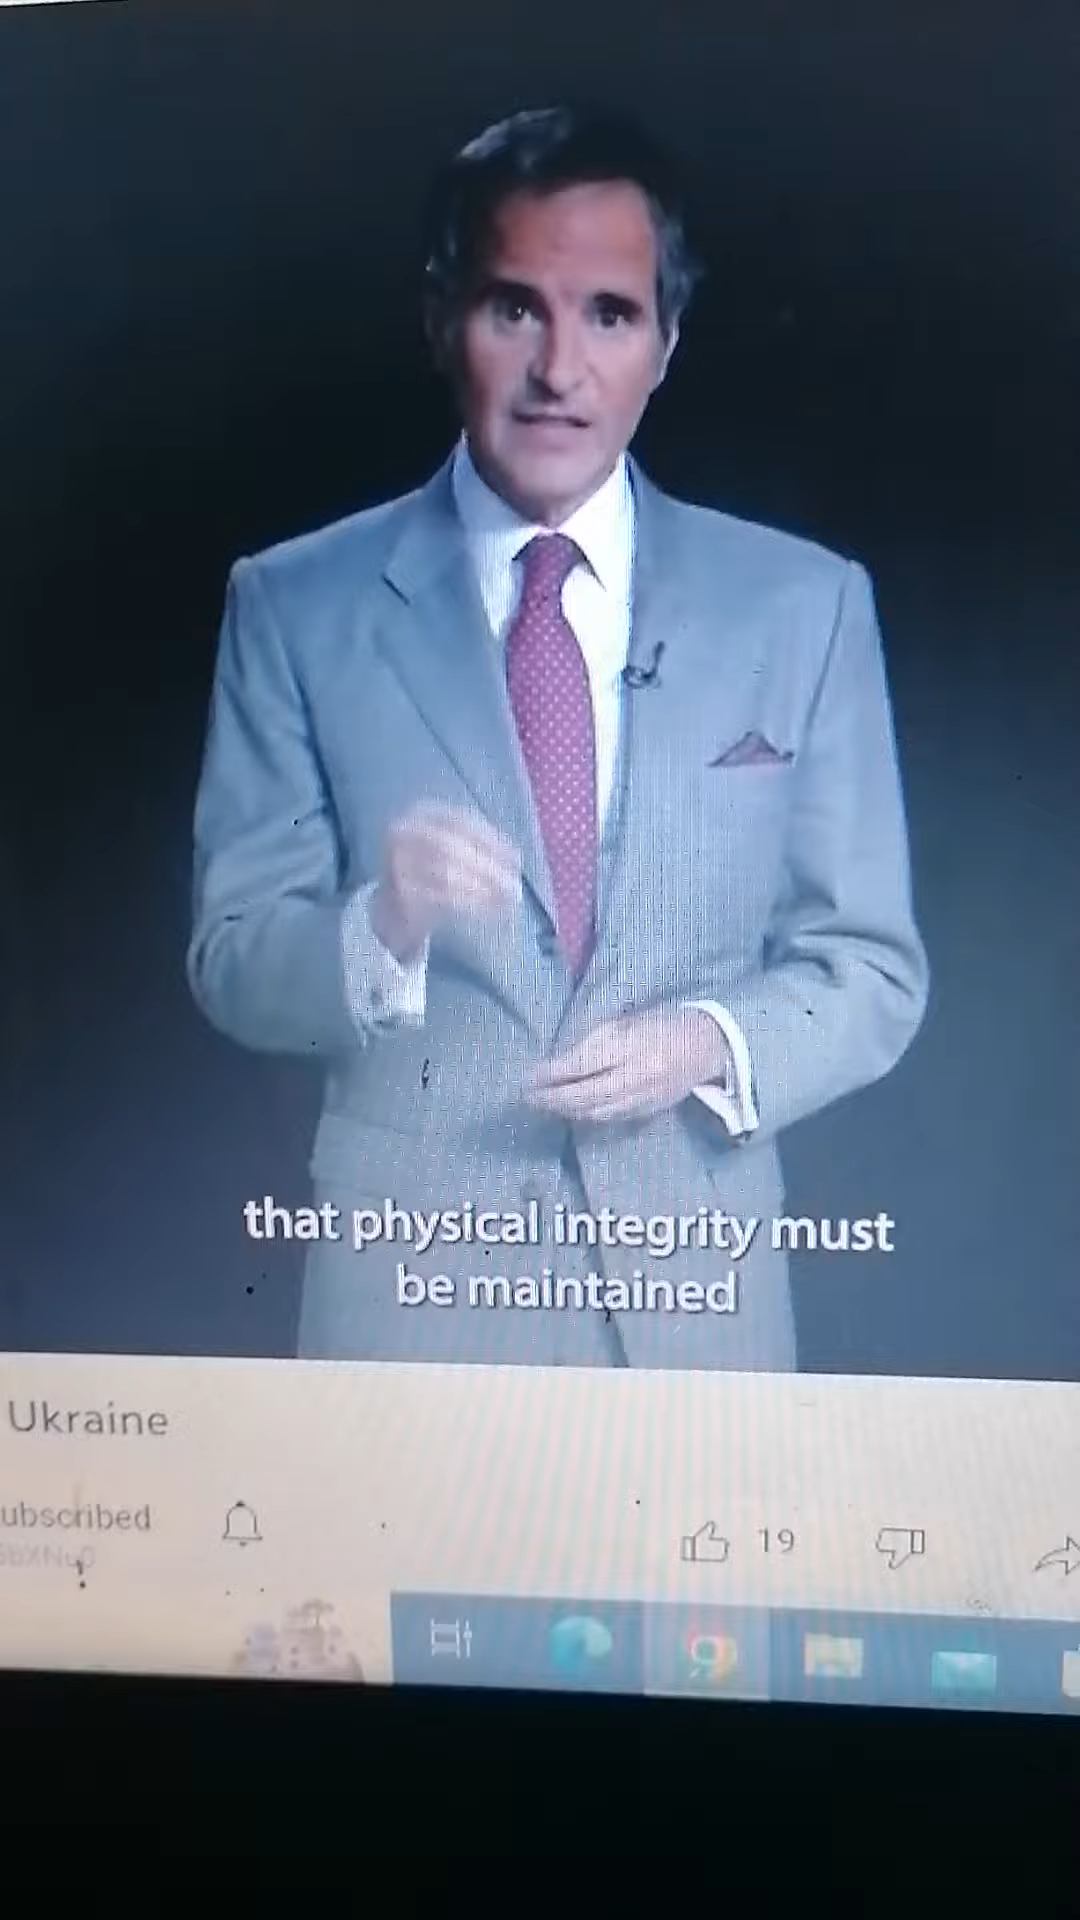 that physical integrity must
be maintained
Ukraine
ubscribed
19